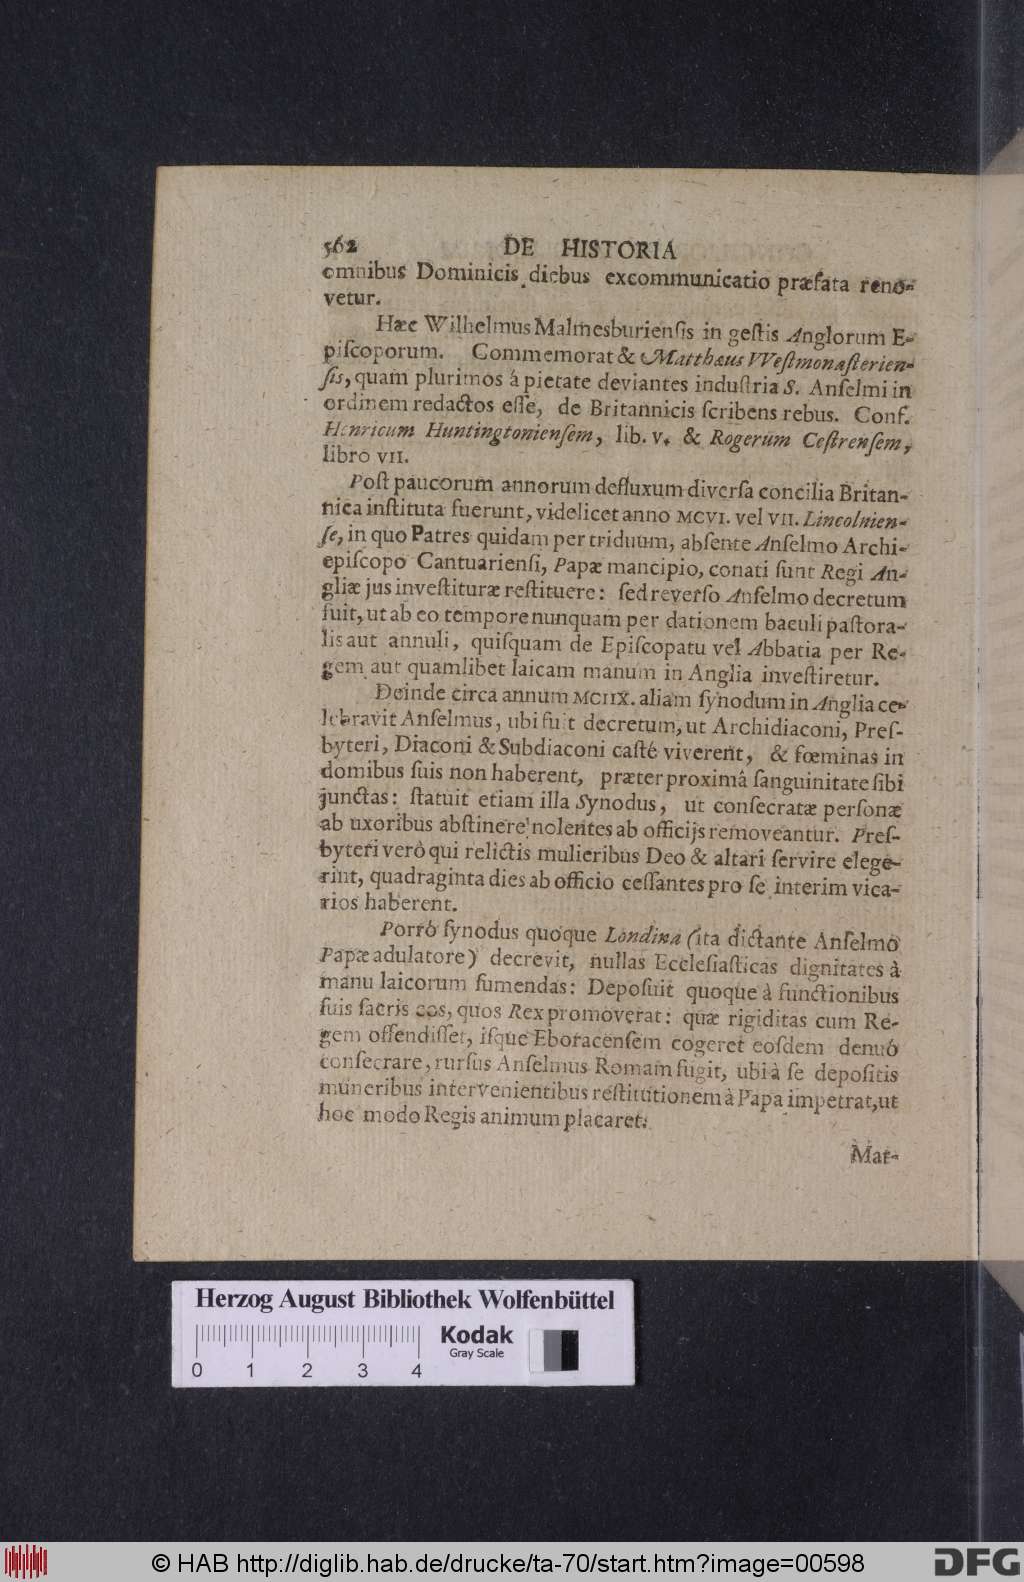 562 DE HISTORIA
omnibus Dominicis diebus excommunicatio præfata reno-
vetur.
Hæc Wilhelmus Malmesburiensis in gestis Anglorum E-
piſcoporum. Commemorat & Matthæus VVeſtmonaſterien-
ſis, quam plurimos á pietate deviantes induſtria S. Anſelmi in
ordinem redactos eſſe, de Britannicis ſcribens rebus. Conf.
Henricum Huntingtonienſem, lib. v. & Rogerum Ceſtrenſem,
libro VII.
Poſt paucorum annorum defluxum diverſa concilia Britan-
nica inſtituta fuerunt, videlicet anno MCVI. vel VII. Lincolnien-
ſe, in quo Patres quidam per triduum, abſente Anſelmo Archi-
epiſcopo Cantuarienſi, Papæ mancipio, conati ſunt Regi An-
gliæ jus inveſtituræ reſtituere: ſed reverſo Anſelmo decretum
fuit, ut ab eo tempore nunquam per dationem baculi paſtora-
lis aut annuli, quiſquam de Epiſcopatu vel Abbatia per Re-
gem aut quamlibet laicam manum in Anglia inveſtiretur.
Deinde circa annum MCIIX. aliam ſynodum in Anglia ce-
lebravit Anſelmus, ubi fuit decretum, ut Archidiaconi, Preſ-
byteri, Diaconi & Subdiaconi caſté viverent, & fœminas in
domibus ſuis non haberent, præter proximâ ſanguinitate ſibi
junctas: ſtatuit etiam illa Synodus, ut conſecratæ perſonæ
ab uxoribus abſtinere nolentes ab officijs removeantur. Preſ-
byteri verò qui relictis mulieribus Deo & altari ſervire elege-
rint, quadraginta dies ab officio ceſſantes pro ſe interim vica-
rios haberent.
Porró ſynodus quoque Londina (ita dictante Anſelmo
Papæ adulatore) decrevit, nullas Eccleſiaſticas dignitates à
manu laicorum ſumendas: Depoſuit quoque à functionibus
ſuis ſacris eos, quos Rex promoverat: quæ rigiditas cum Re-
gem offendiſſet, iſque Eboracenſem cogeret eoſdem denuó
conſecrare, rurſus Anſelmus Romam fugit, ubi à ſe depoſitis
muneribus intervenientibus reſtitutionem à Papa impetrat, ut
hoc modo Regis animum placaret.
Mat-
Herzog August Bibliothek Wolfenbüttel
Kodak
Gray Scale
0 1 2 3 4
© HAB http://diglib.hab.de/drucke/ta-70/start.htm?image=00598
DFG